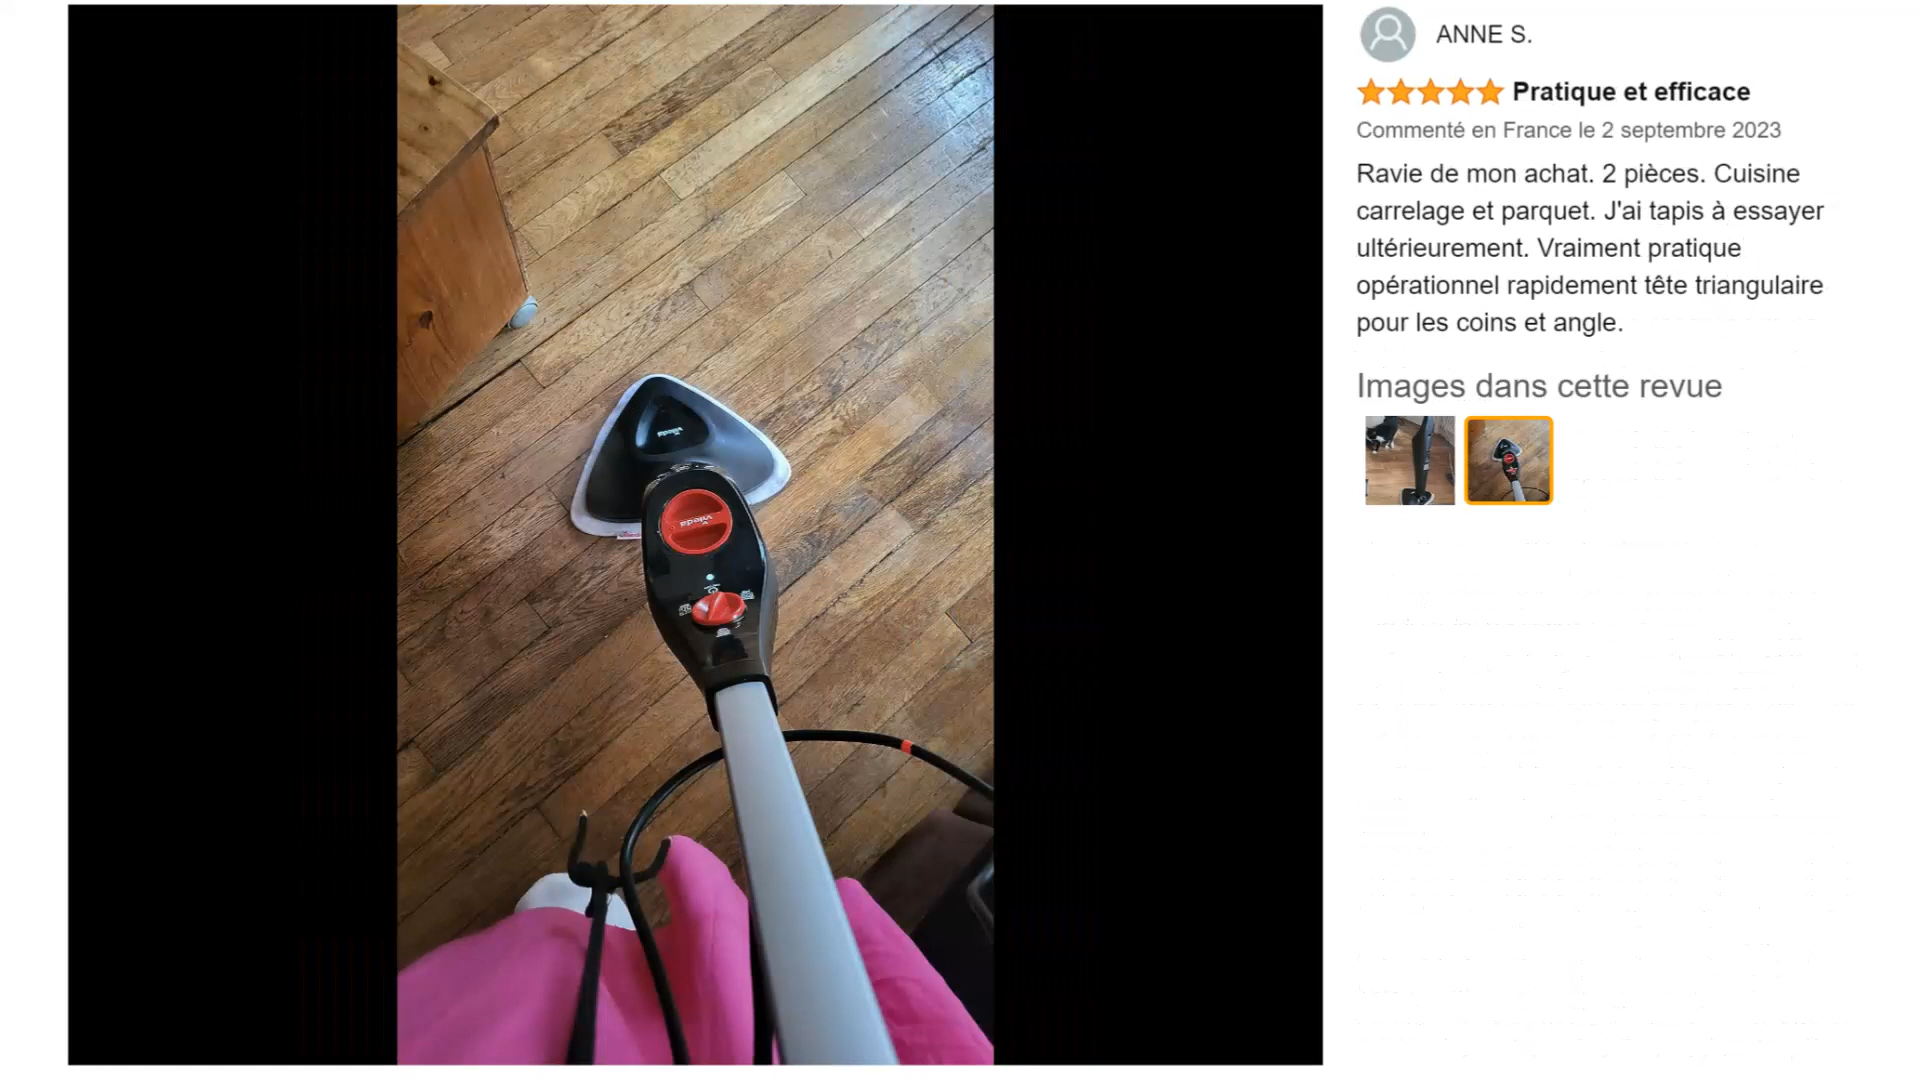 ANNE S.
Pratique et efficace
Commenté en France le 2 septembre 2023
Ravie de mon achat. 2 pièces. Cuisine
carrelage et parquet. J'ai tapis à essayer
ultérieurement. Vraiment pratique
opérationnel rapidement tête triangulaire
pour les coins et angle.
Images dans cette revue
vileda
vileda